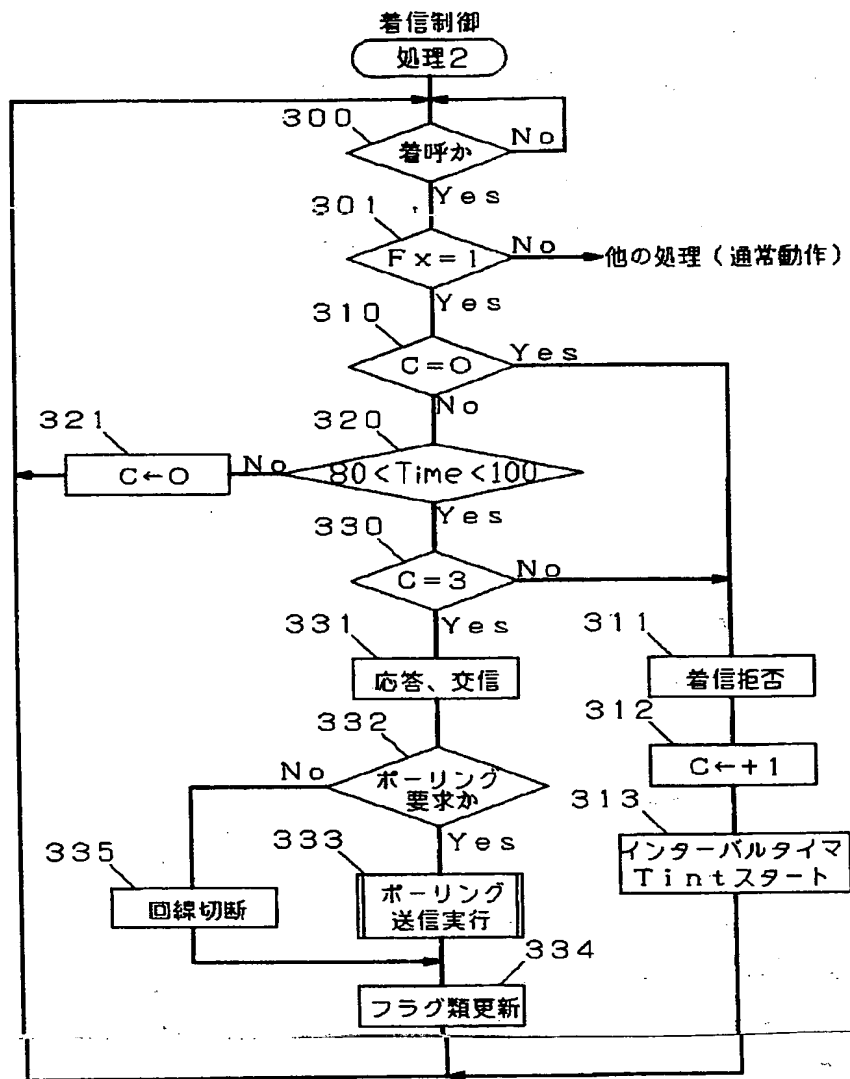 着信制御
処理2
300
着呼か
No
Yes
301
Fx=1
No
他の処理(通常動作)
Yes
310
C=0
Yes
No
321
C←0
No
320
80<Time<100
Yes
330
C=3
No
Yes
331
応答、交信
311
着信拒否
332
312
C←+1
No
ポーリング
要求か
313
Yes
インターバルタイマ
Tintスタート
335
回線切断
333
ポーリング
送信実行
334
フラグ類更新